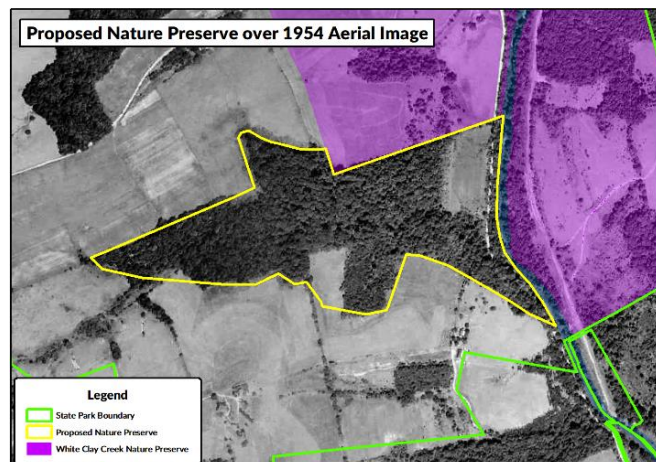 Proposed Nature Preserve over 1954 Aerial Image
Legend
State Park Boundary
Proposed Nature Preserve
White Clay Creek Nature Preserve